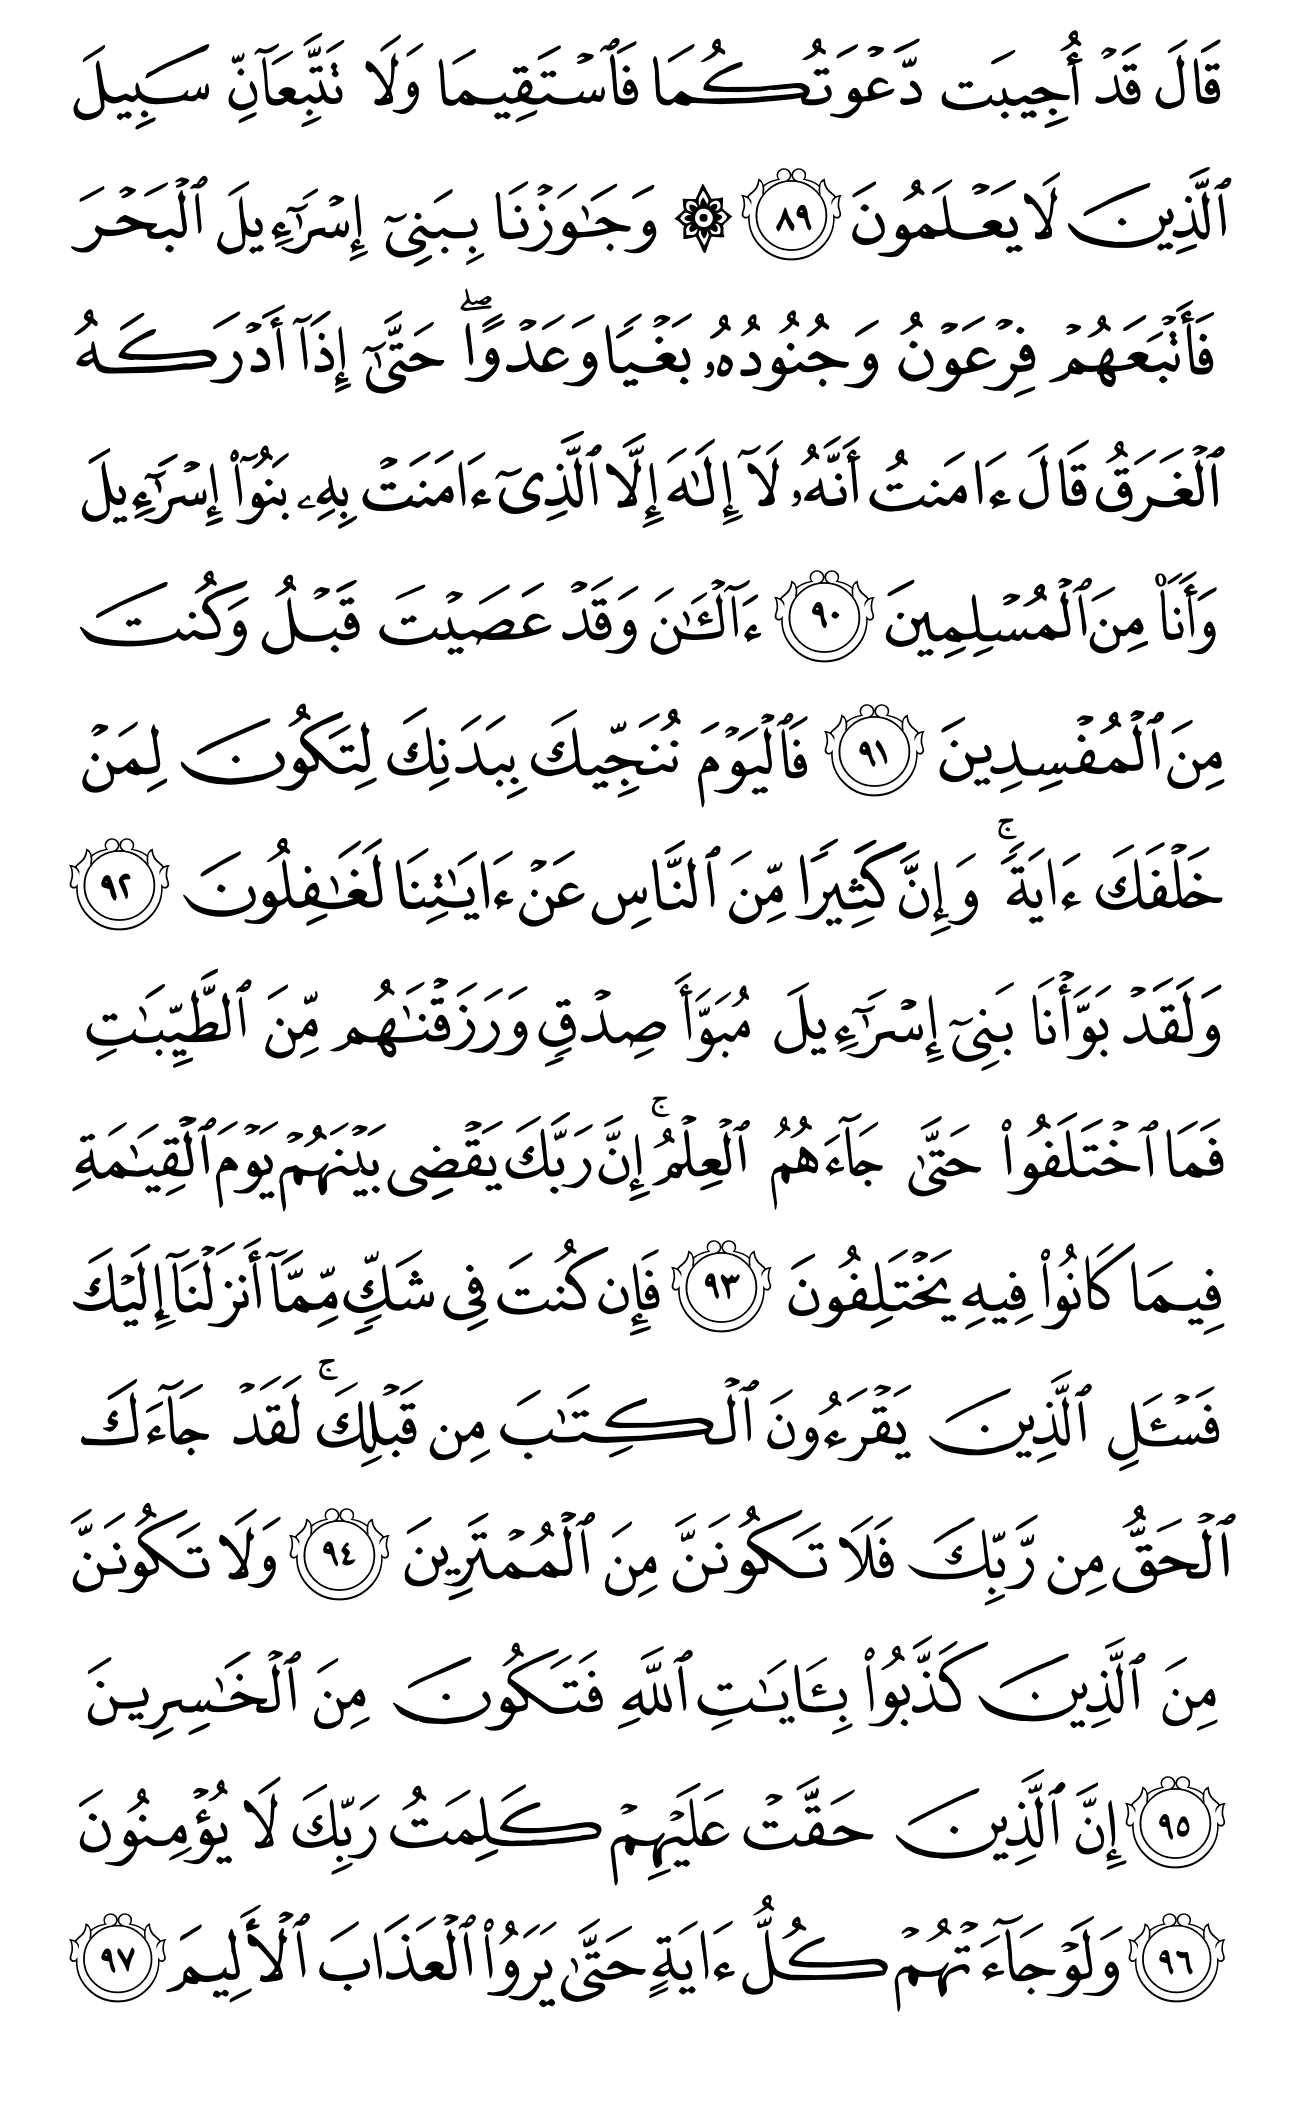 قَالَ قَدۡ أُجِيبَت دَّعۡوَتُكُمَا فَٱسۡتَقِيمَا وَلَا تَتَّبِعَآنِّ سَبِيلَ
ٱلَّذِينَ لَا يَعۡلَمُونَ ٨٩ ۞ وَجَٰوَزۡنَا بِبَنِيٓ إِسۡرَٰٓءِيلَ ٱلۡبَحۡرَ
فَأَتۡبَعَهُمۡ فِرۡعَوۡنُ وَجُنُودُهُۥ بَغۡيٗا وَعَدۡوًاۖ حَتَّىٰٓ إِذَآ أَدۡرَكَهُ
ٱلۡغَرَقُ قَالَ ءَامَنتُ أَنَّهُۥ لَآ إِلَٰهَ إِلَّا ٱلَّذِيٓ ءَامَنَتۡ بِهِۦ بَنُوٓاْ إِسۡرَٰٓءِيلَ
وَأَنَا۠ مِنَ ٱلۡمُسۡلِمِينَ ٩٠ ءَآلۡـَٰٔنَ وَقَدۡ عَصَيۡتَ قَبۡلُ وَكُنتَ
مِنَ ٱلۡمُفۡسِدِينَ ٩١ فَٱلۡيَوۡمَ نُنَجِّيكَ بِبَدَنِكَ لِتَكُونَ لِمَنۡ
خَلۡفَكَ ءَايَةٗۚ وَإِنَّ كَثِيرٗا مِّنَ ٱلنَّاسِ عَنۡ ءَايَٰتِنَا لَغَٰفِلُونَ ٩٢
وَلَقَدۡ بَوَّأۡنَا بَنِيٓ إِسۡرَٰٓءِيلَ مُبَوَّأَ صِدۡقٖ وَرَزَقۡنَٰهُم مِّنَ ٱلطَّيِّبَٰتِ
فَمَا ٱخۡتَلَفُواْ حَتَّىٰ جَآءَهُمُ ٱلۡعِلۡمُۚ إِنَّ رَبَّكَ يَقۡضِي بَيۡنَهُمۡ يَوۡمَ ٱلۡقِيَٰمَةِ
فِيمَا كَانُواْ فِيهِ يَخۡتَلِفُونَ ٩٣ فَإِن كُنتَ فِي شَكّٖ مِّمَّآ أَنزَلۡنَآ إِلَيۡكَ
فَسۡـَٔلِ ٱلَّذِينَ يَقۡرَءُونَ ٱلۡكِتَٰبَ مِن قَبۡلِكَۚ لَقَدۡ جَآءَكَ
ٱلۡحَقُّ مِن رَّبِّكَ فَلَا تَكُونَنَّ مِنَ ٱلۡمُمۡتَرِينَ ٩٤ وَلَا تَكُونَنَّ
مِنَ ٱلَّذِينَ كَذَّبُواْ بِـَٔايَٰتِ ٱللَّهِ فَتَكُونَ مِنَ ٱلۡخَٰسِرِينَ
٩٥ إِنَّ ٱلَّذِينَ حَقَّتۡ عَلَيۡهِمۡ كَلِمَتُ رَبِّكَ لَا يُؤۡمِنُونَ
٩٦ وَلَوۡ جَآءَتۡهُمۡ كُلُّ ءَايَةٍ حَتَّىٰ يَرَوُاْ ٱلۡعَذَابَ ٱلۡأَلِيمَ ٩٧